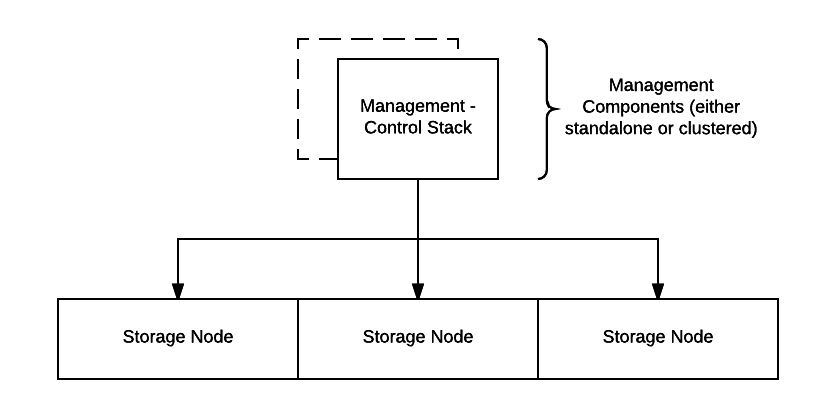 Management -
Control Stack
Management
Components (either
standalone or clustered)
Storage Node
Storage Node
Storage Node